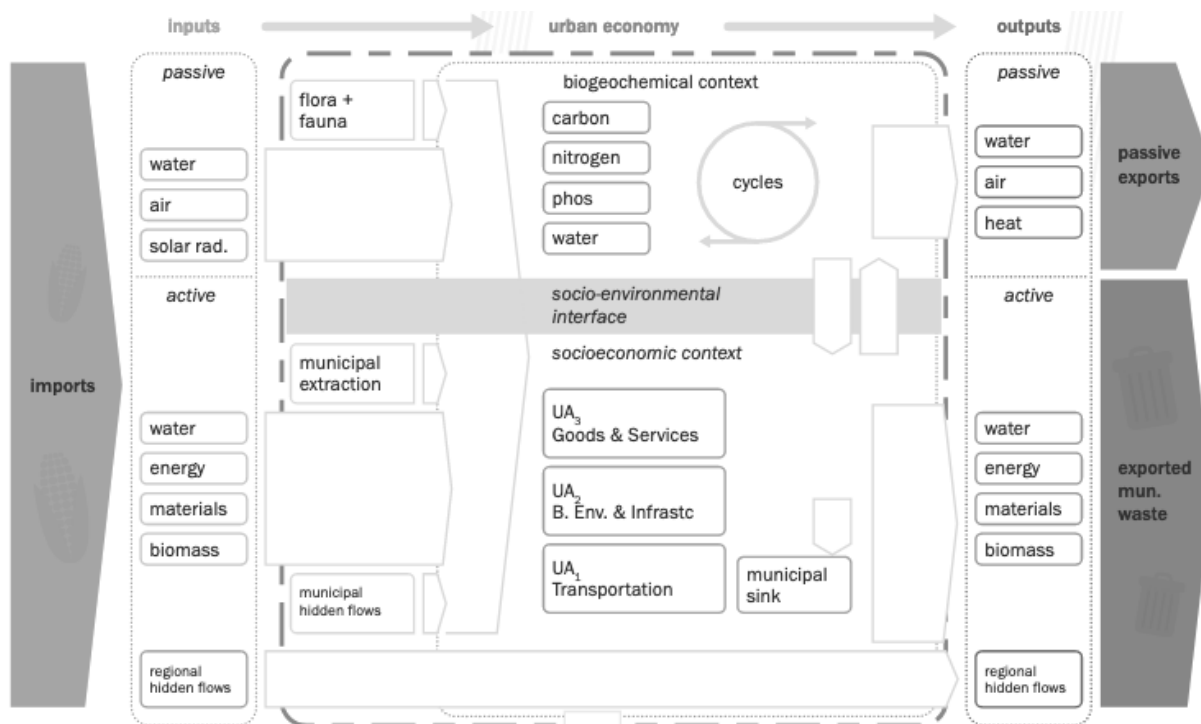 inputs
urban economy
outputs
passive
water
air
solar rad.
active
imports
water
energy
materials
biomass
regional
hidden flows
flora +
fauna
municipal
extraction
municipal
hidden flows
biogeochemical context
carbon
nitrogen
phos
water
cycles
socio-environmental
interface
socioeconomic context
UA3
Goods & Services
UA2
B. Env. & Infrastc
UA1
Transportation
municipal
sink
passive
water
air
heat
active
water
energy
materials
biomass
regional
hidden flows
passive
exports
exported
mun.
waste